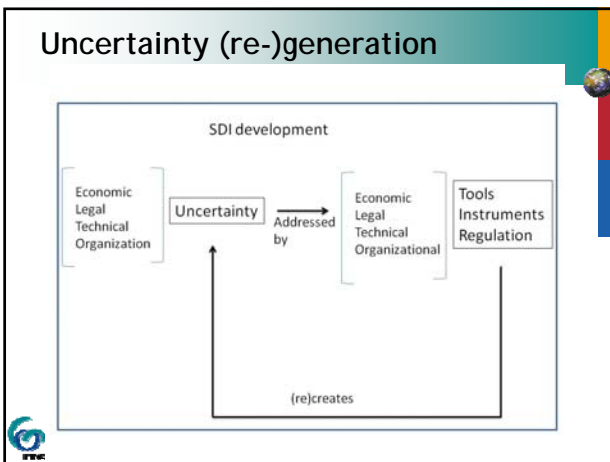 Uncertainty (re-)generation
SDI development
Economic
Legal
Technical
Organization
Uncertainty
Addressed
by
Economic
Legal
Technical
Organizational
Tools
Instruments
Regulation
(re)creates
ITC